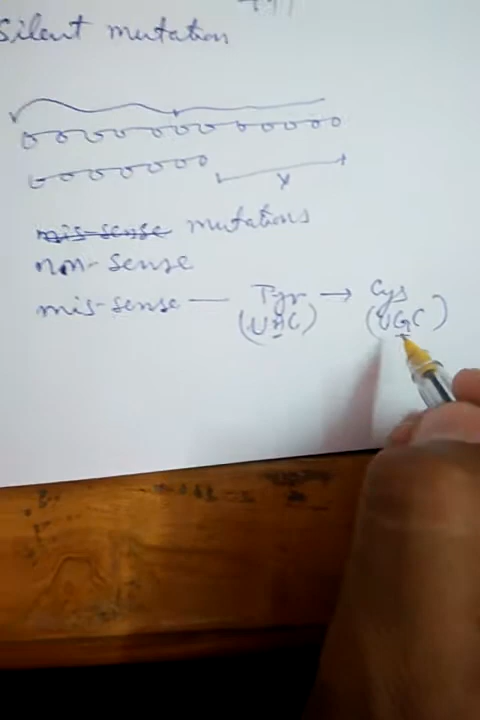 Silent mutation
x
mis-sense mutations
non-sense
mis-sense — Tyr → Cys
(UAC) (UGC)